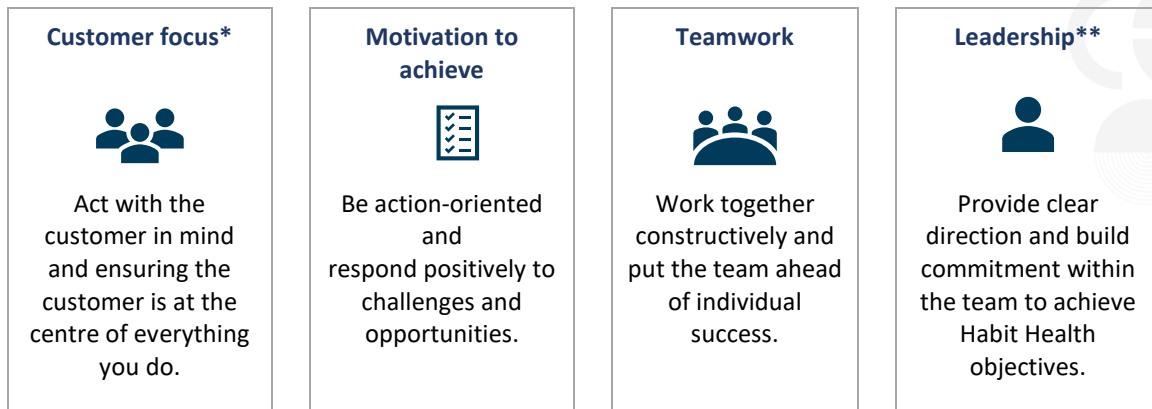 Customer focus*
Act with the
customer in mind
and ensuring the
customer is at the
centre of everything
you do.
Motivation to
achieve
Be action-oriented
and
respond positively to
challenges and
opportunities.
Teamwork
Work together
constructively and
put the team ahead
of individual
success.
Leadership**
Provide clear
direction and build
commitment within
the team to achieve
Habit Health
objectives.